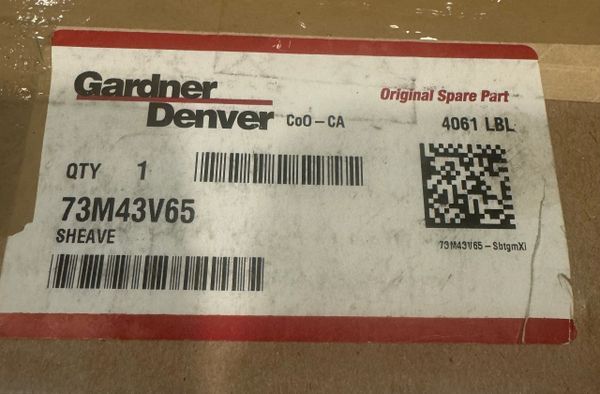 Gardner
Denver
CoO-CA
Original Spare Part
4061 LBL
QTY 1
73M43V65
SHEAVE
73M43V65-SbtgmXi